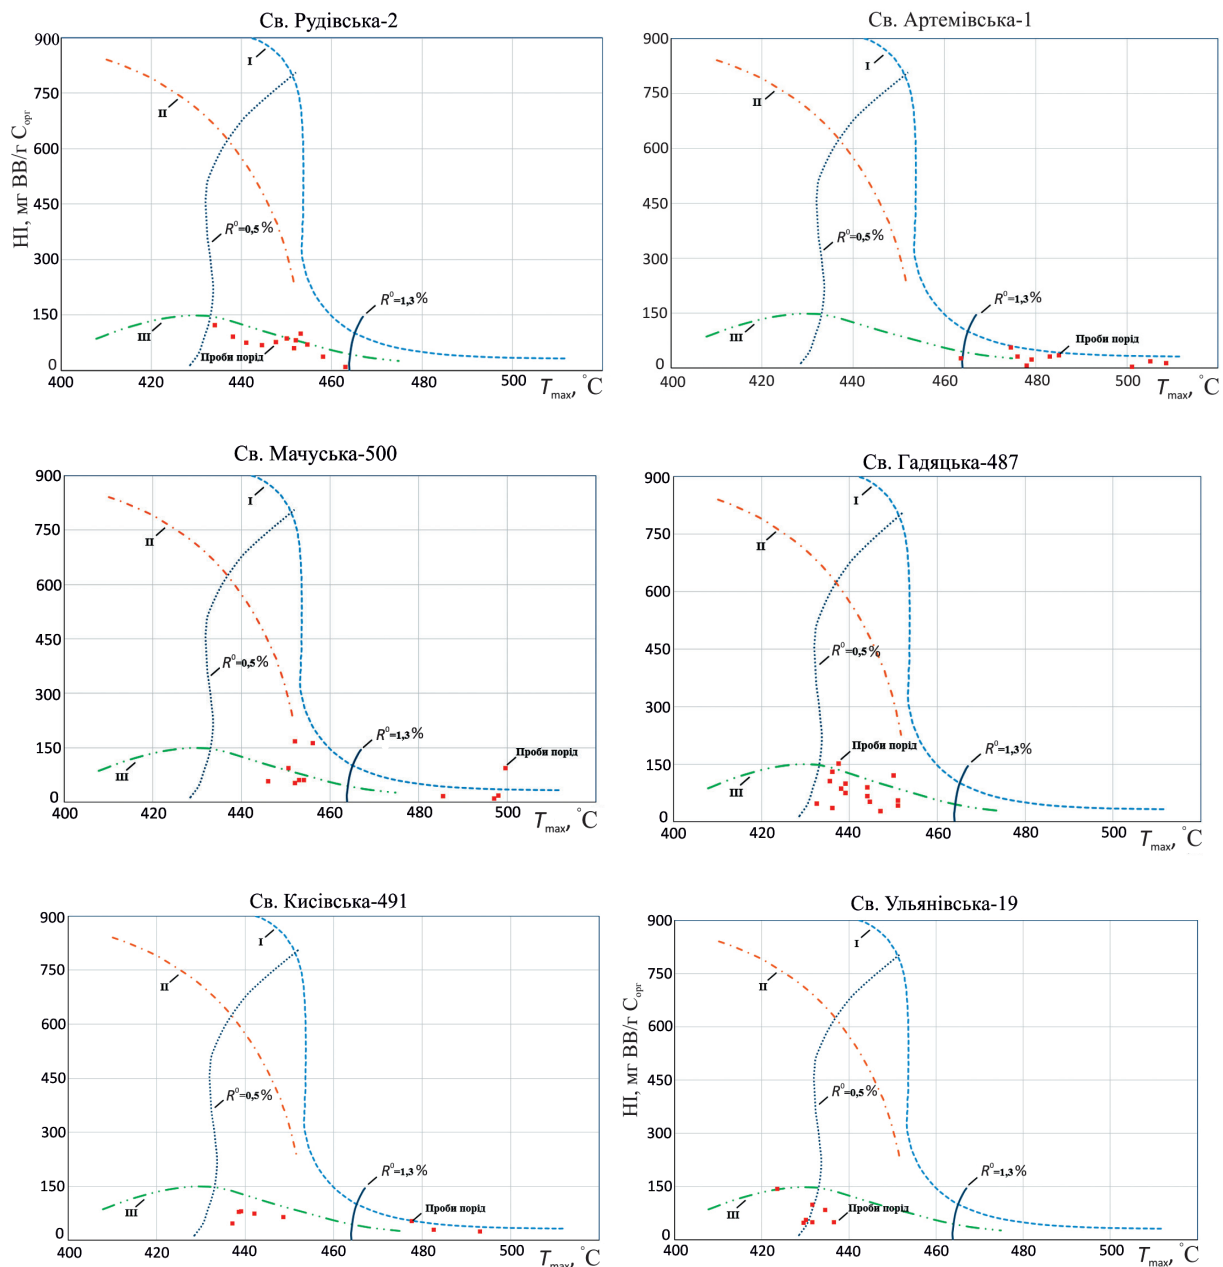 Св. Рудівська-2
900
750
600
450
300
150
0
HI, мг ВВ/г Сорг
I
II
III
R⁰=0,5%
R⁰=1,3%
Проби порід
400
420
440
460
480
500
Tmax, °C
Св. Артемівська-1
900
750
600
450
300
150
0
I
II
III
R⁰=0,5%
R⁰=1,3%
Проби порід
400
420
440
460
480
500
Tmax, °C
Св. Мачуська-500
900
750
600
450
300
150
0
I
II
III
R⁰=0,5%
R⁰=1,3%
Проби порід
400
420
440
460
480
500
Tmax, °C
Св. Гадяцька-487
900
750
600
450
300
150
0
I
II
III
R⁰=0,5%
Проби порід
R⁰=1,3%
400
420
440
460
480
500
Tmax, °C
Св. Кисівська-491
900
750
600
450
300
150
0
I
II
III
R⁰=0,5%
R⁰=1,3%
Проби порід
400
420
440
460
480
500
Tmax, °C
Св. Ульянівська-19
900
750
600
450
300
150
0
HI, мг ВВ/г Сорг
I
II
III
R⁰=0,5%
R⁰=1,3%
Проби порід
400
420
440
460
480
500
Tmax, °C